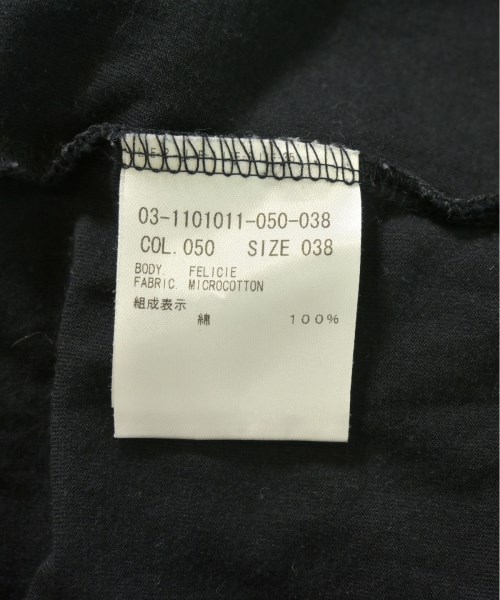 03-1101011-050-038
COL. 050 SIZE 038
BODY. FELICIE
FABRIC. MICROCOTTON
組成表示
綿 100%